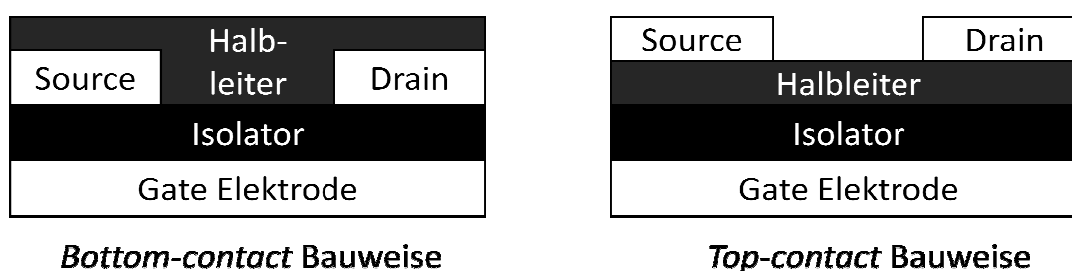 Halb-
leiter
Source
Drain
Isolator
Gate Elektrode
Bottom-contact Bauweise
Source
Drain
Halbleiter
Isolator
Gate Elektrode
Top-contact Bauweise